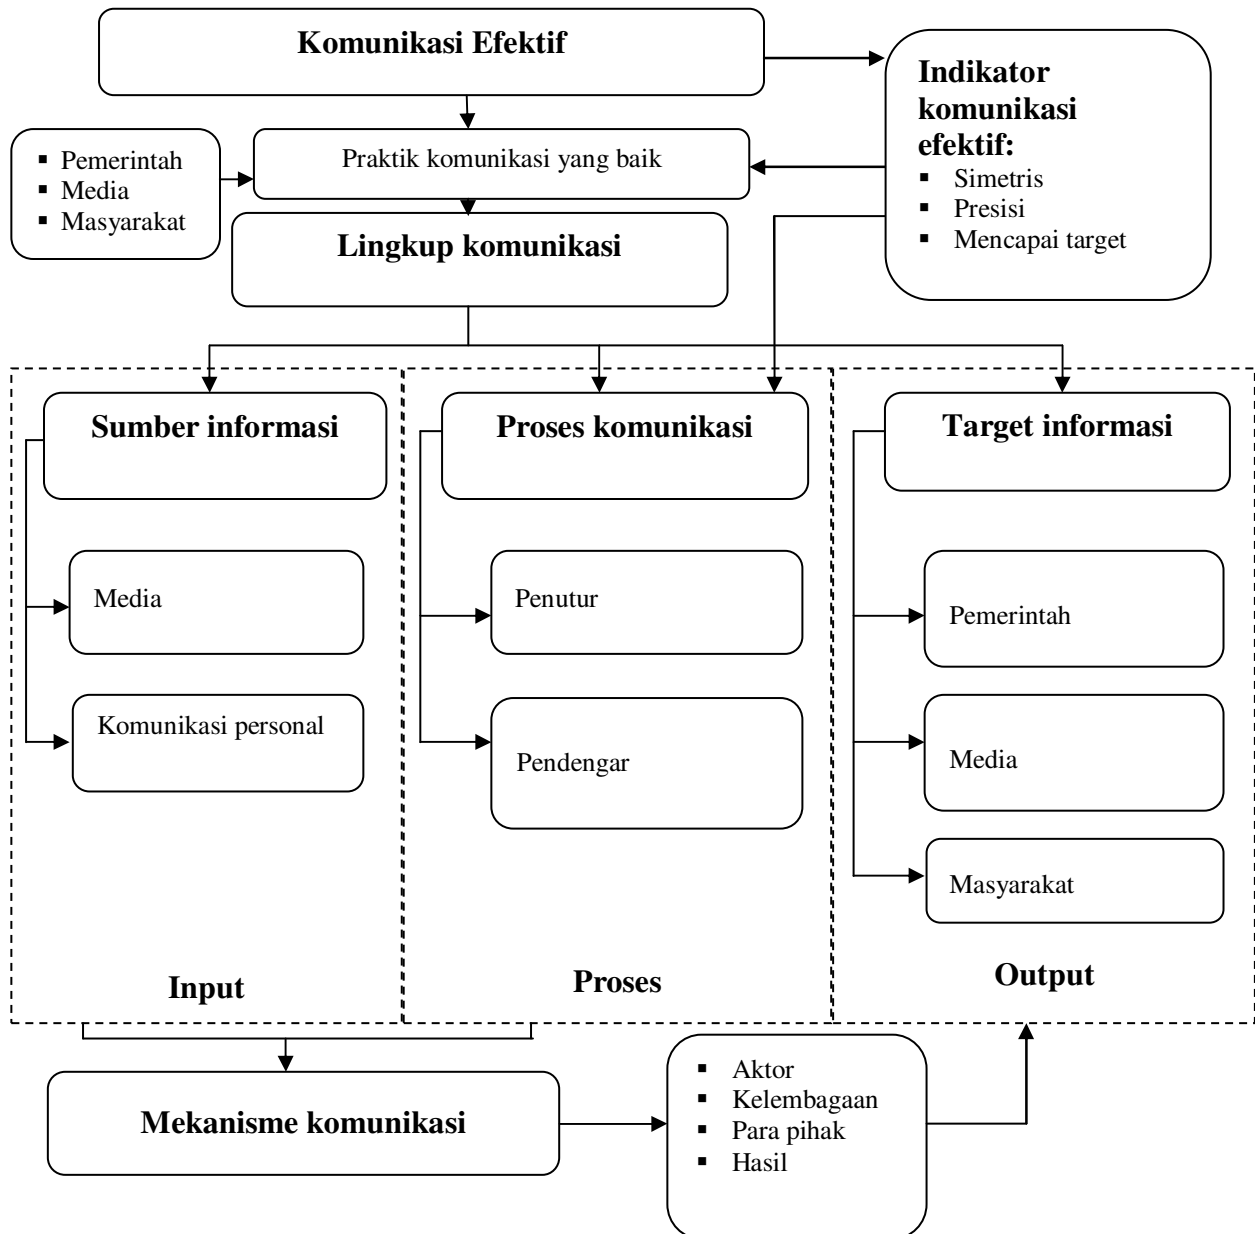 Komunikasi Efektif
Indikator
komunikasi
efektif:
▪ Simetris
▪ Presisi
▪ Mencapai target
▪ Pemerintah
▪ Media
▪ Masyarakat
Praktik komunikasi yang baik
Lingkup komunikasi
Sumber informasi
Media
Komunikasi personal
Input
Proses komunikasi
Penutur
Pendengar
Proses
Target informasi
Pemerintah
Media
Masyarakat
Output
Mekanisme komunikasi
▪ Aktor
▪ Kelembagaan
▪ Para pihak
▪ Hasil